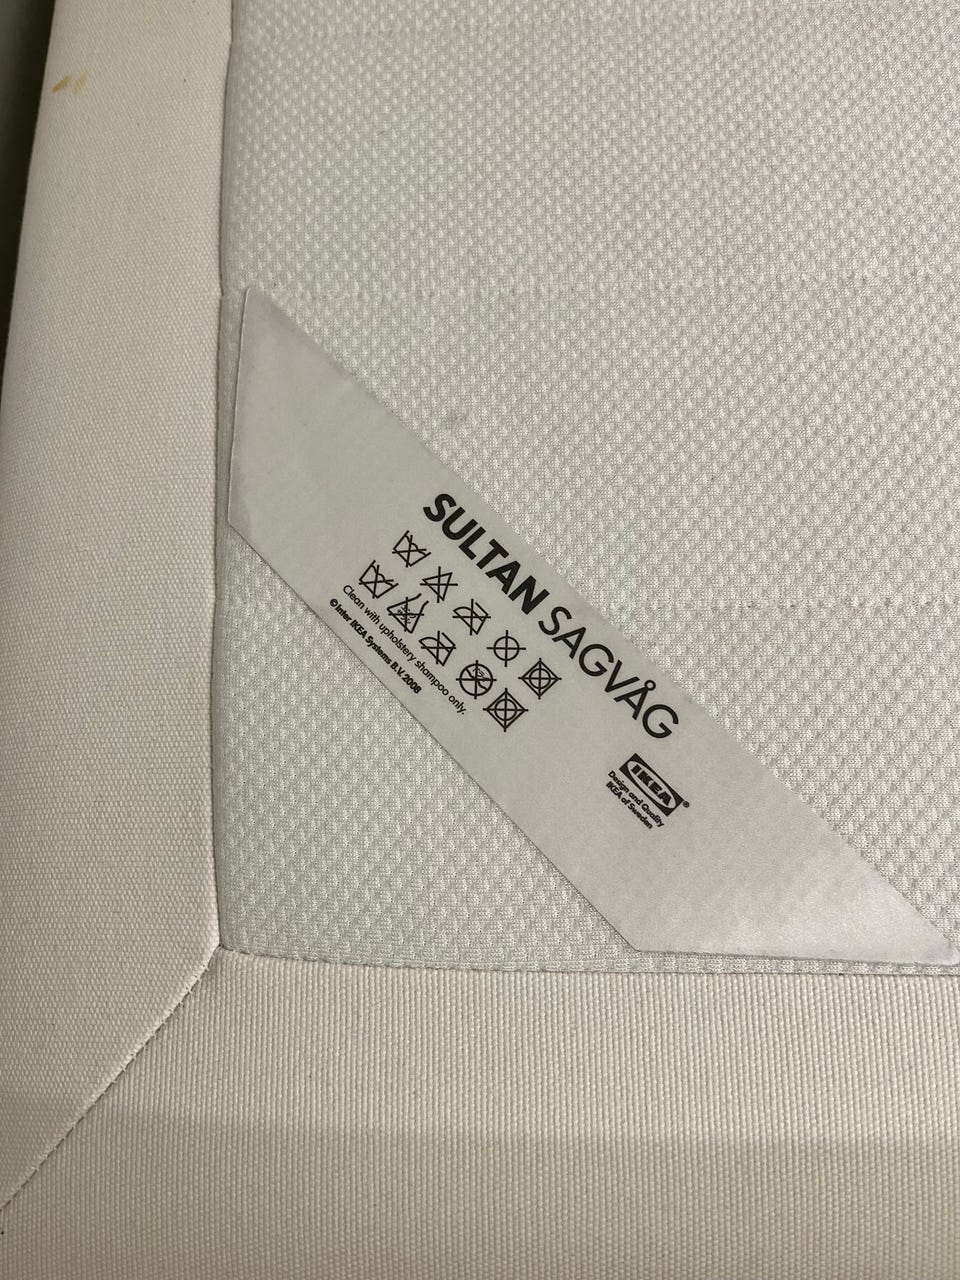 SULTAN SAGVÅG
Clean with upholstery shampoo only.
© Inter IKEA Systems B.V. 2008
IKEA®
Design and Quality
IKEA of Sweden